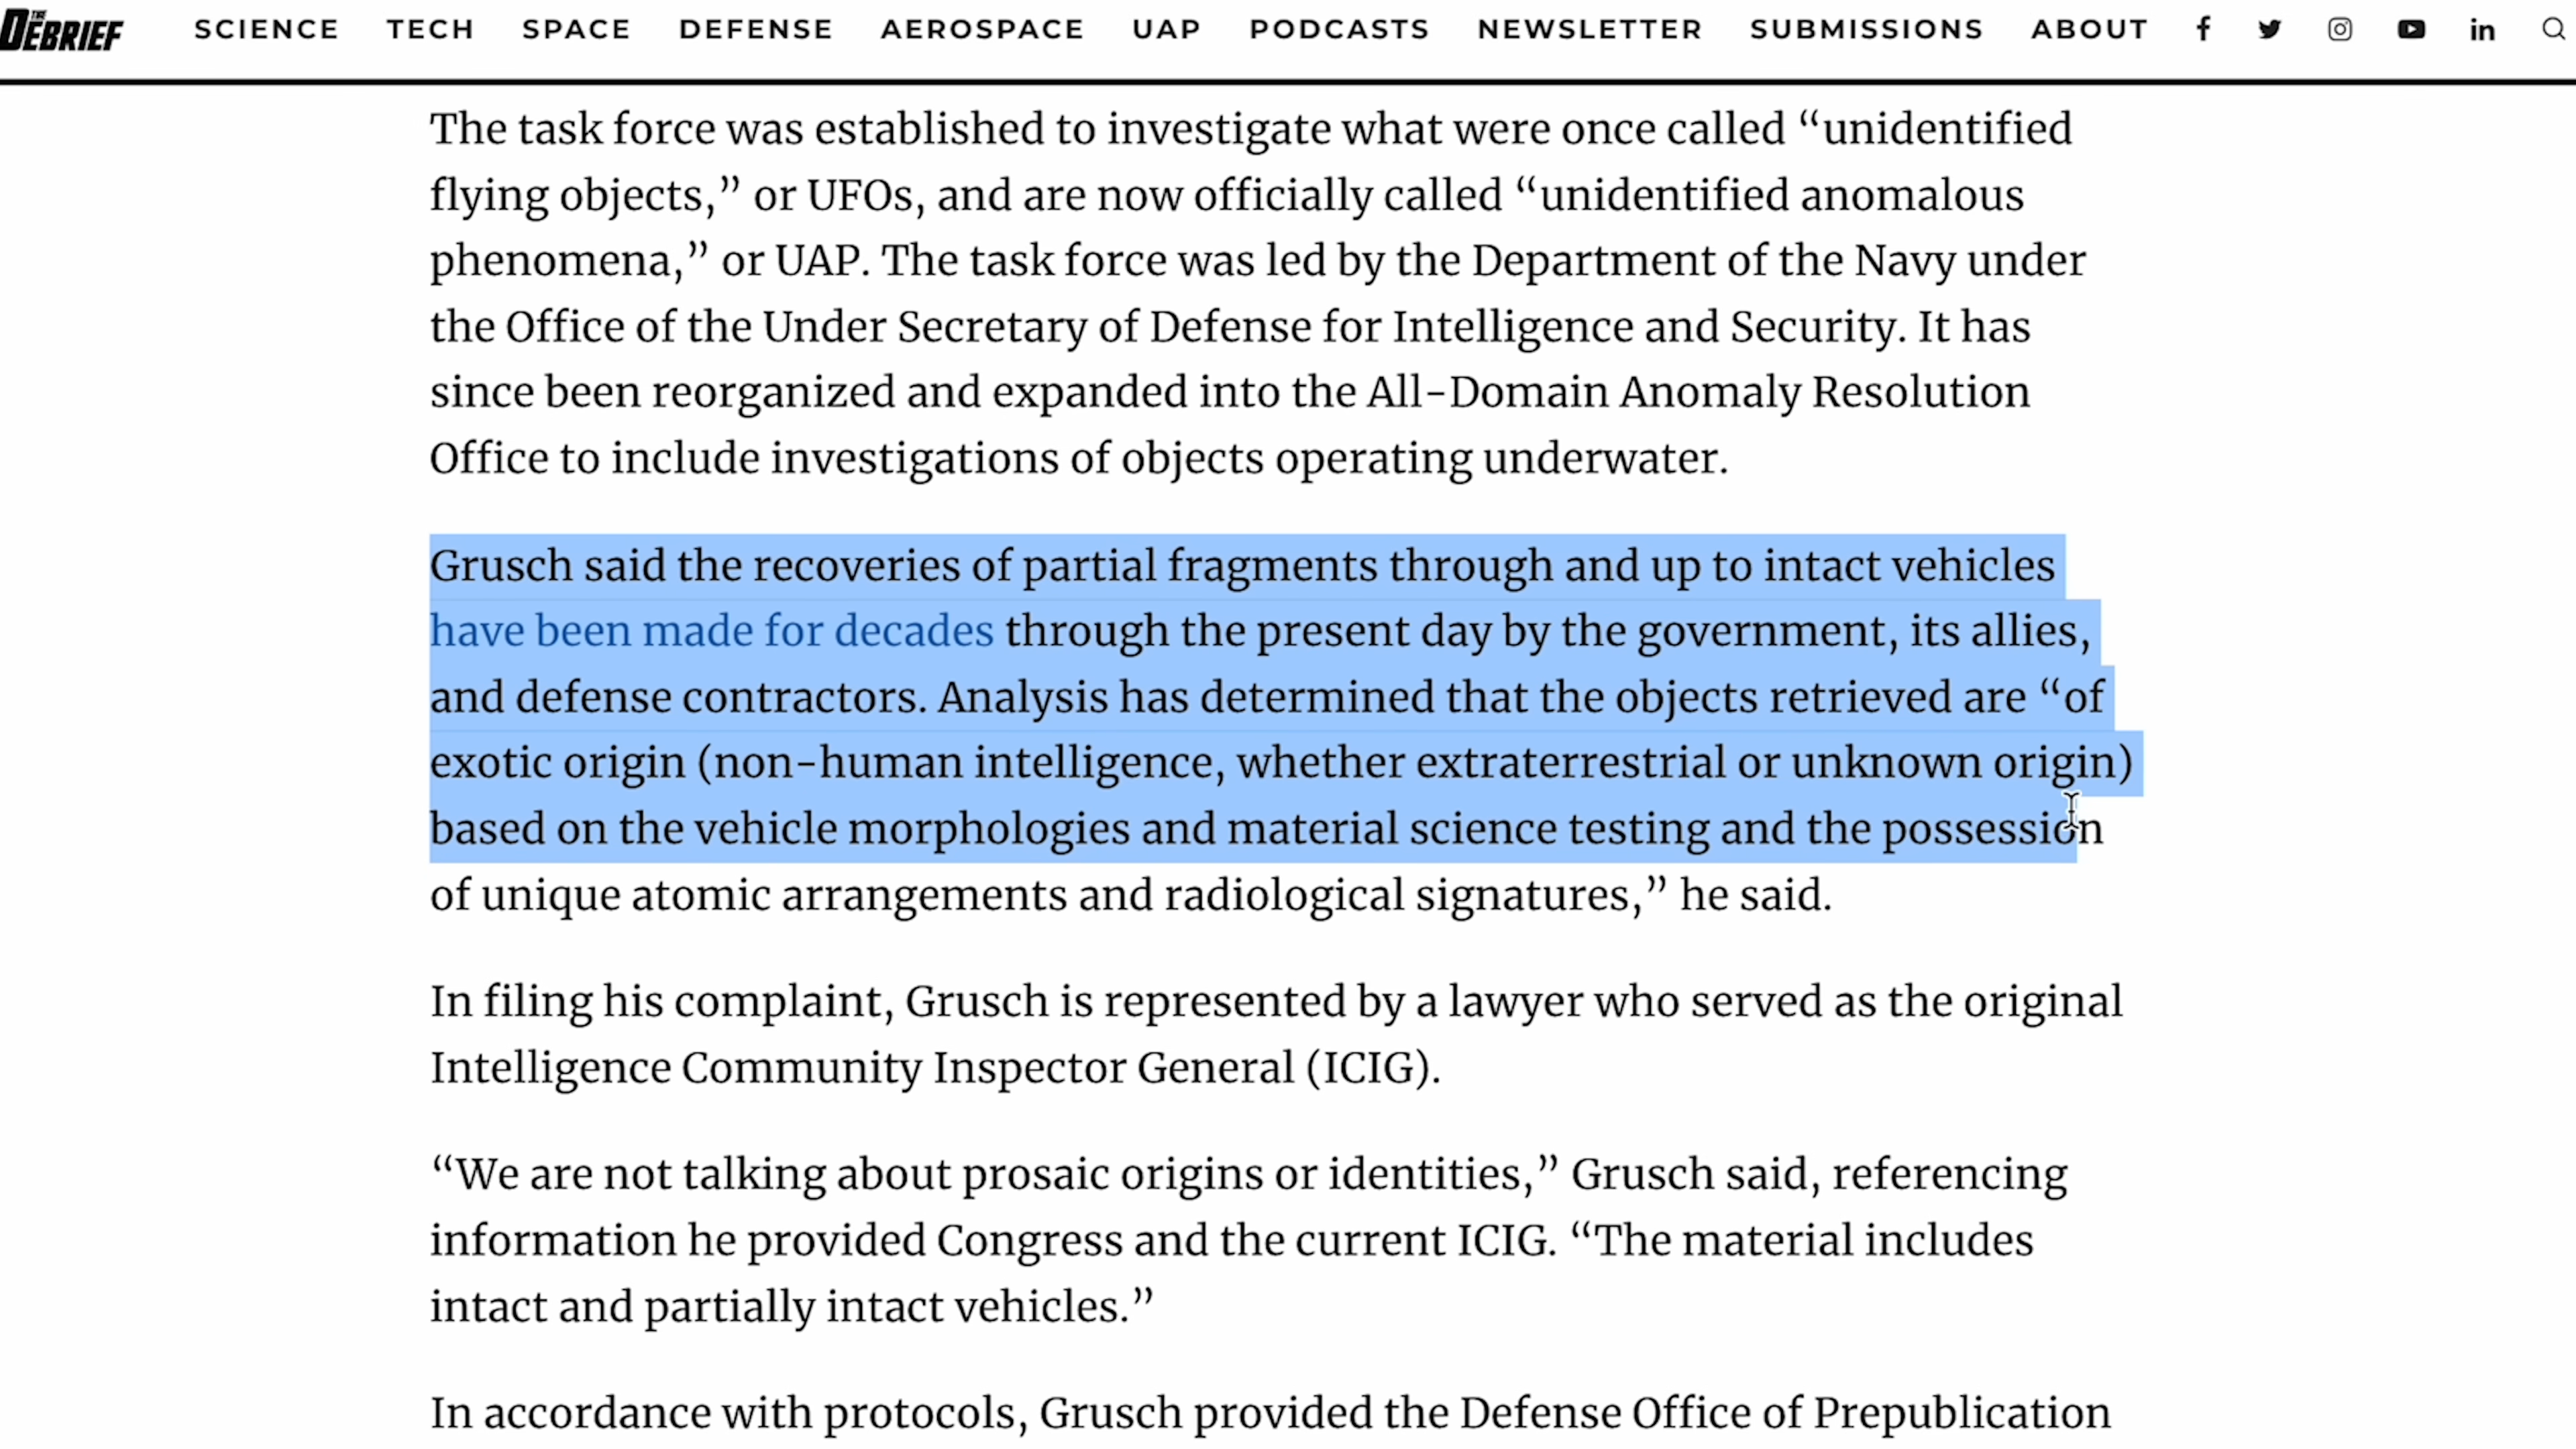 THE DEBRIEF
SCIENCE TECH SPACE DEFENSE AEROSPACE UAP PODCASTS NEWSLETTER SUBMISSIONS ABOUT
The task force was established to investigate what were once called “unidentified
flying objects,” or UFOs, and are now officially called “unidentified anomalous
phenomena,” or UAP. The task force was led by the Department of the Navy under
the Office of the Under Secretary of Defense for Intelligence and Security. It has
since been reorganized and expanded into the All-Domain Anomaly Resolution
Office to include investigations of objects operating underwater.
Grusch said the recoveries of partial fragments through and up to intact vehicles
have been made for decades through the present day by the government, its allies,
and defense contractors. Analysis has determined that the objects retrieved are “of
exotic origin (non-human intelligence, whether extraterrestrial or unknown origin)
based on the vehicle morphologies and material science testing and the possession
of unique atomic arrangements and radiological signatures,” he said.
In filing his complaint, Grusch is represented by a lawyer who served as the original
Intelligence Community Inspector General (ICIG).
“We are not talking about prosaic origins or identities,” Grusch said, referencing
information he provided Congress and the current ICIG. “The material includes
intact and partially intact vehicles.”
In accordance with protocols, Grusch provided the Defense Office of Prepublication